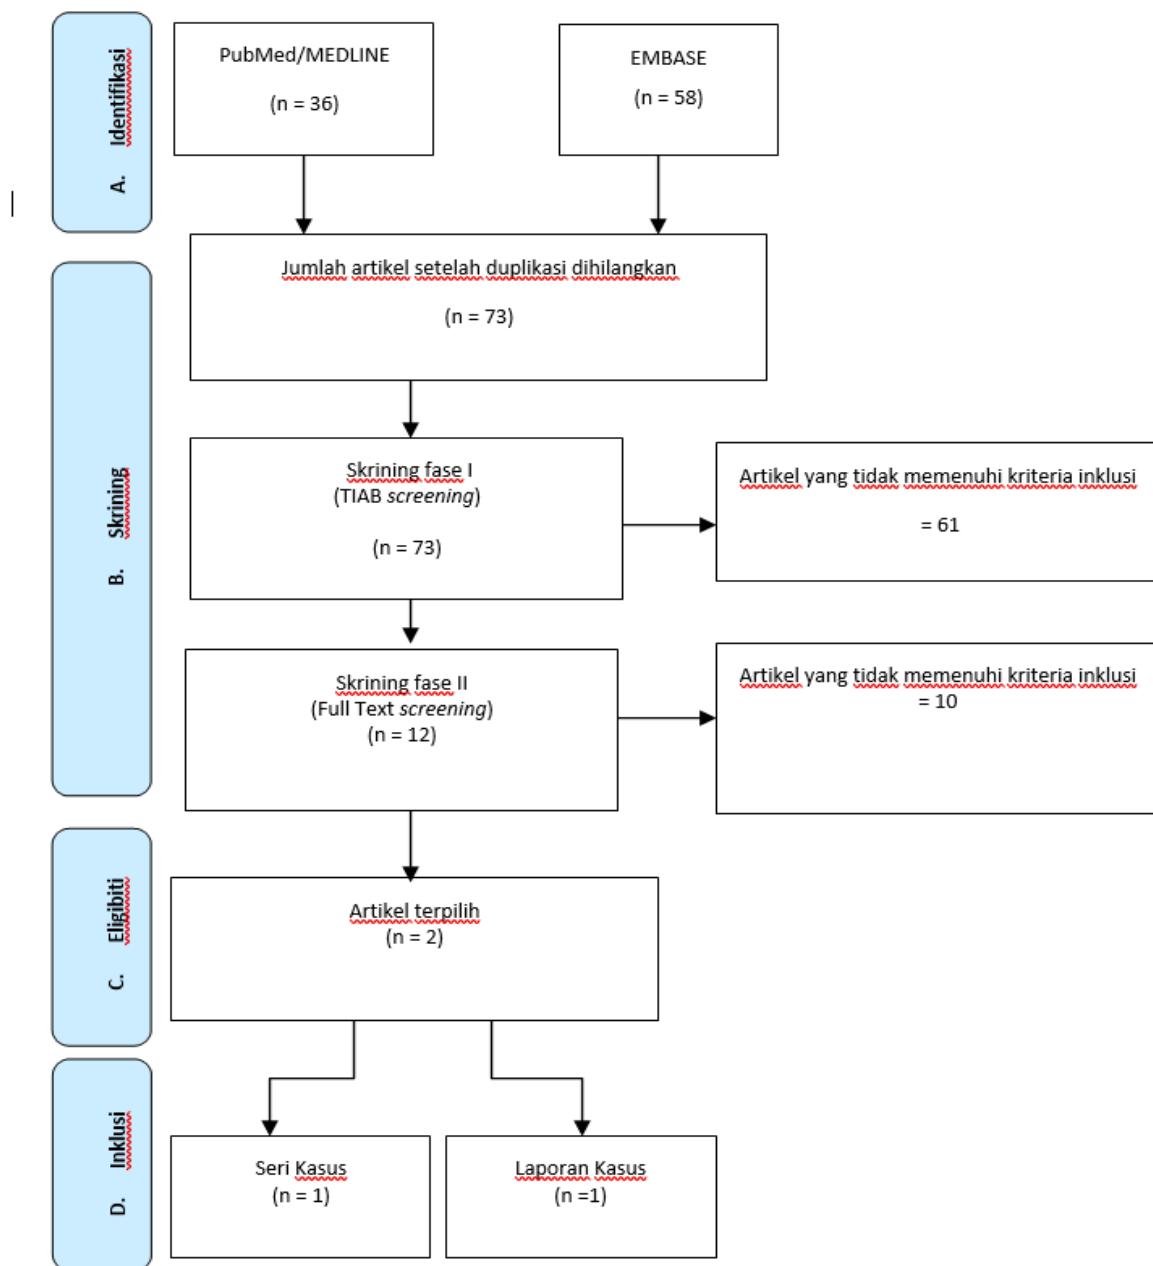 A. Identifikasi
PubMed/MEDLINE
(n = 36)
EMBASE
(n = 58)
B. Skrining
Jumlah artikel setelah duplikasi dihilangkan
(n = 73)
Skrining fase I
(TIAB screening)
(n = 73)
Artikel yang tidak memenuhi kriteria inklusi
= 61
Skrining fase II
(Full Text screening)
(n = 12)
Artikel yang tidak memenuhi kriteria inklusi
= 10
C. Eligibiti
Artikel terpilih
(n = 2)
D. Inklusi
Seri Kasus
(n = 1)
Laporan Kasus
(n =1)